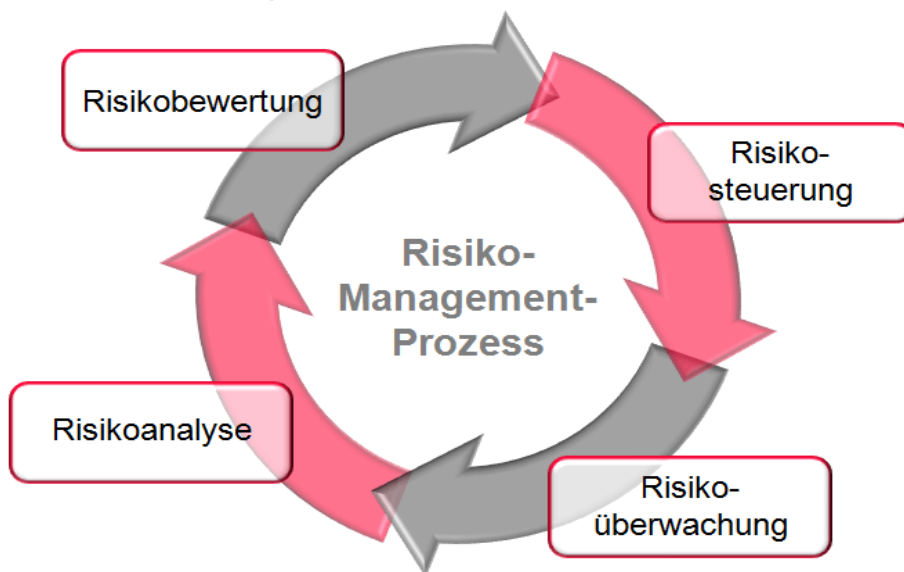 Risikobewertung
Risiko-
steuerung
Risiko-
Management-
Prozess
Risikoanalyse
Risiko-
überwachung